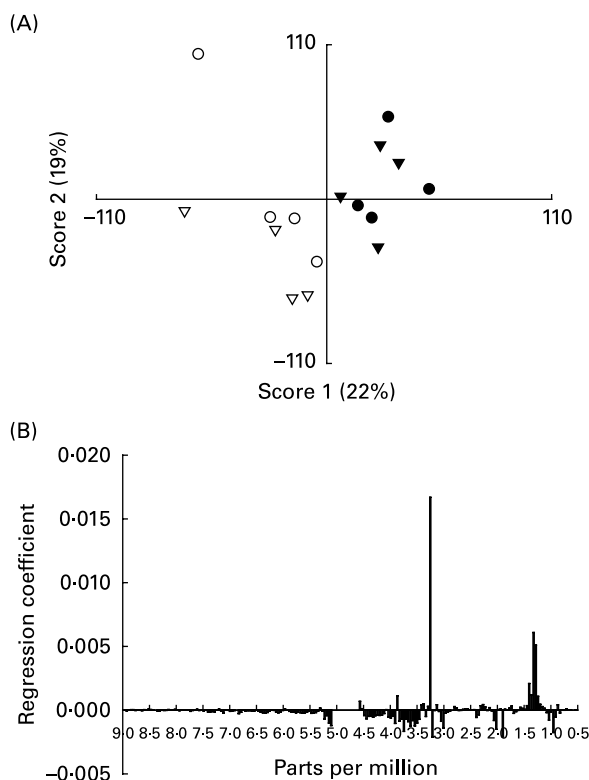 (A)
110
Score 2 (19%)
−110
110
−110
Score 1 (22%)
(B)
0·020
0·015
0·010
0·005
0·000
−0·005
Regression coefficient
9·0 8·5 8·0 7·5 7·0 6·5 6·0 5·5 5·0 4·5 4·0 3·5 3·0 2·5 2·0 1·5 1·0 0·5
Parts per million